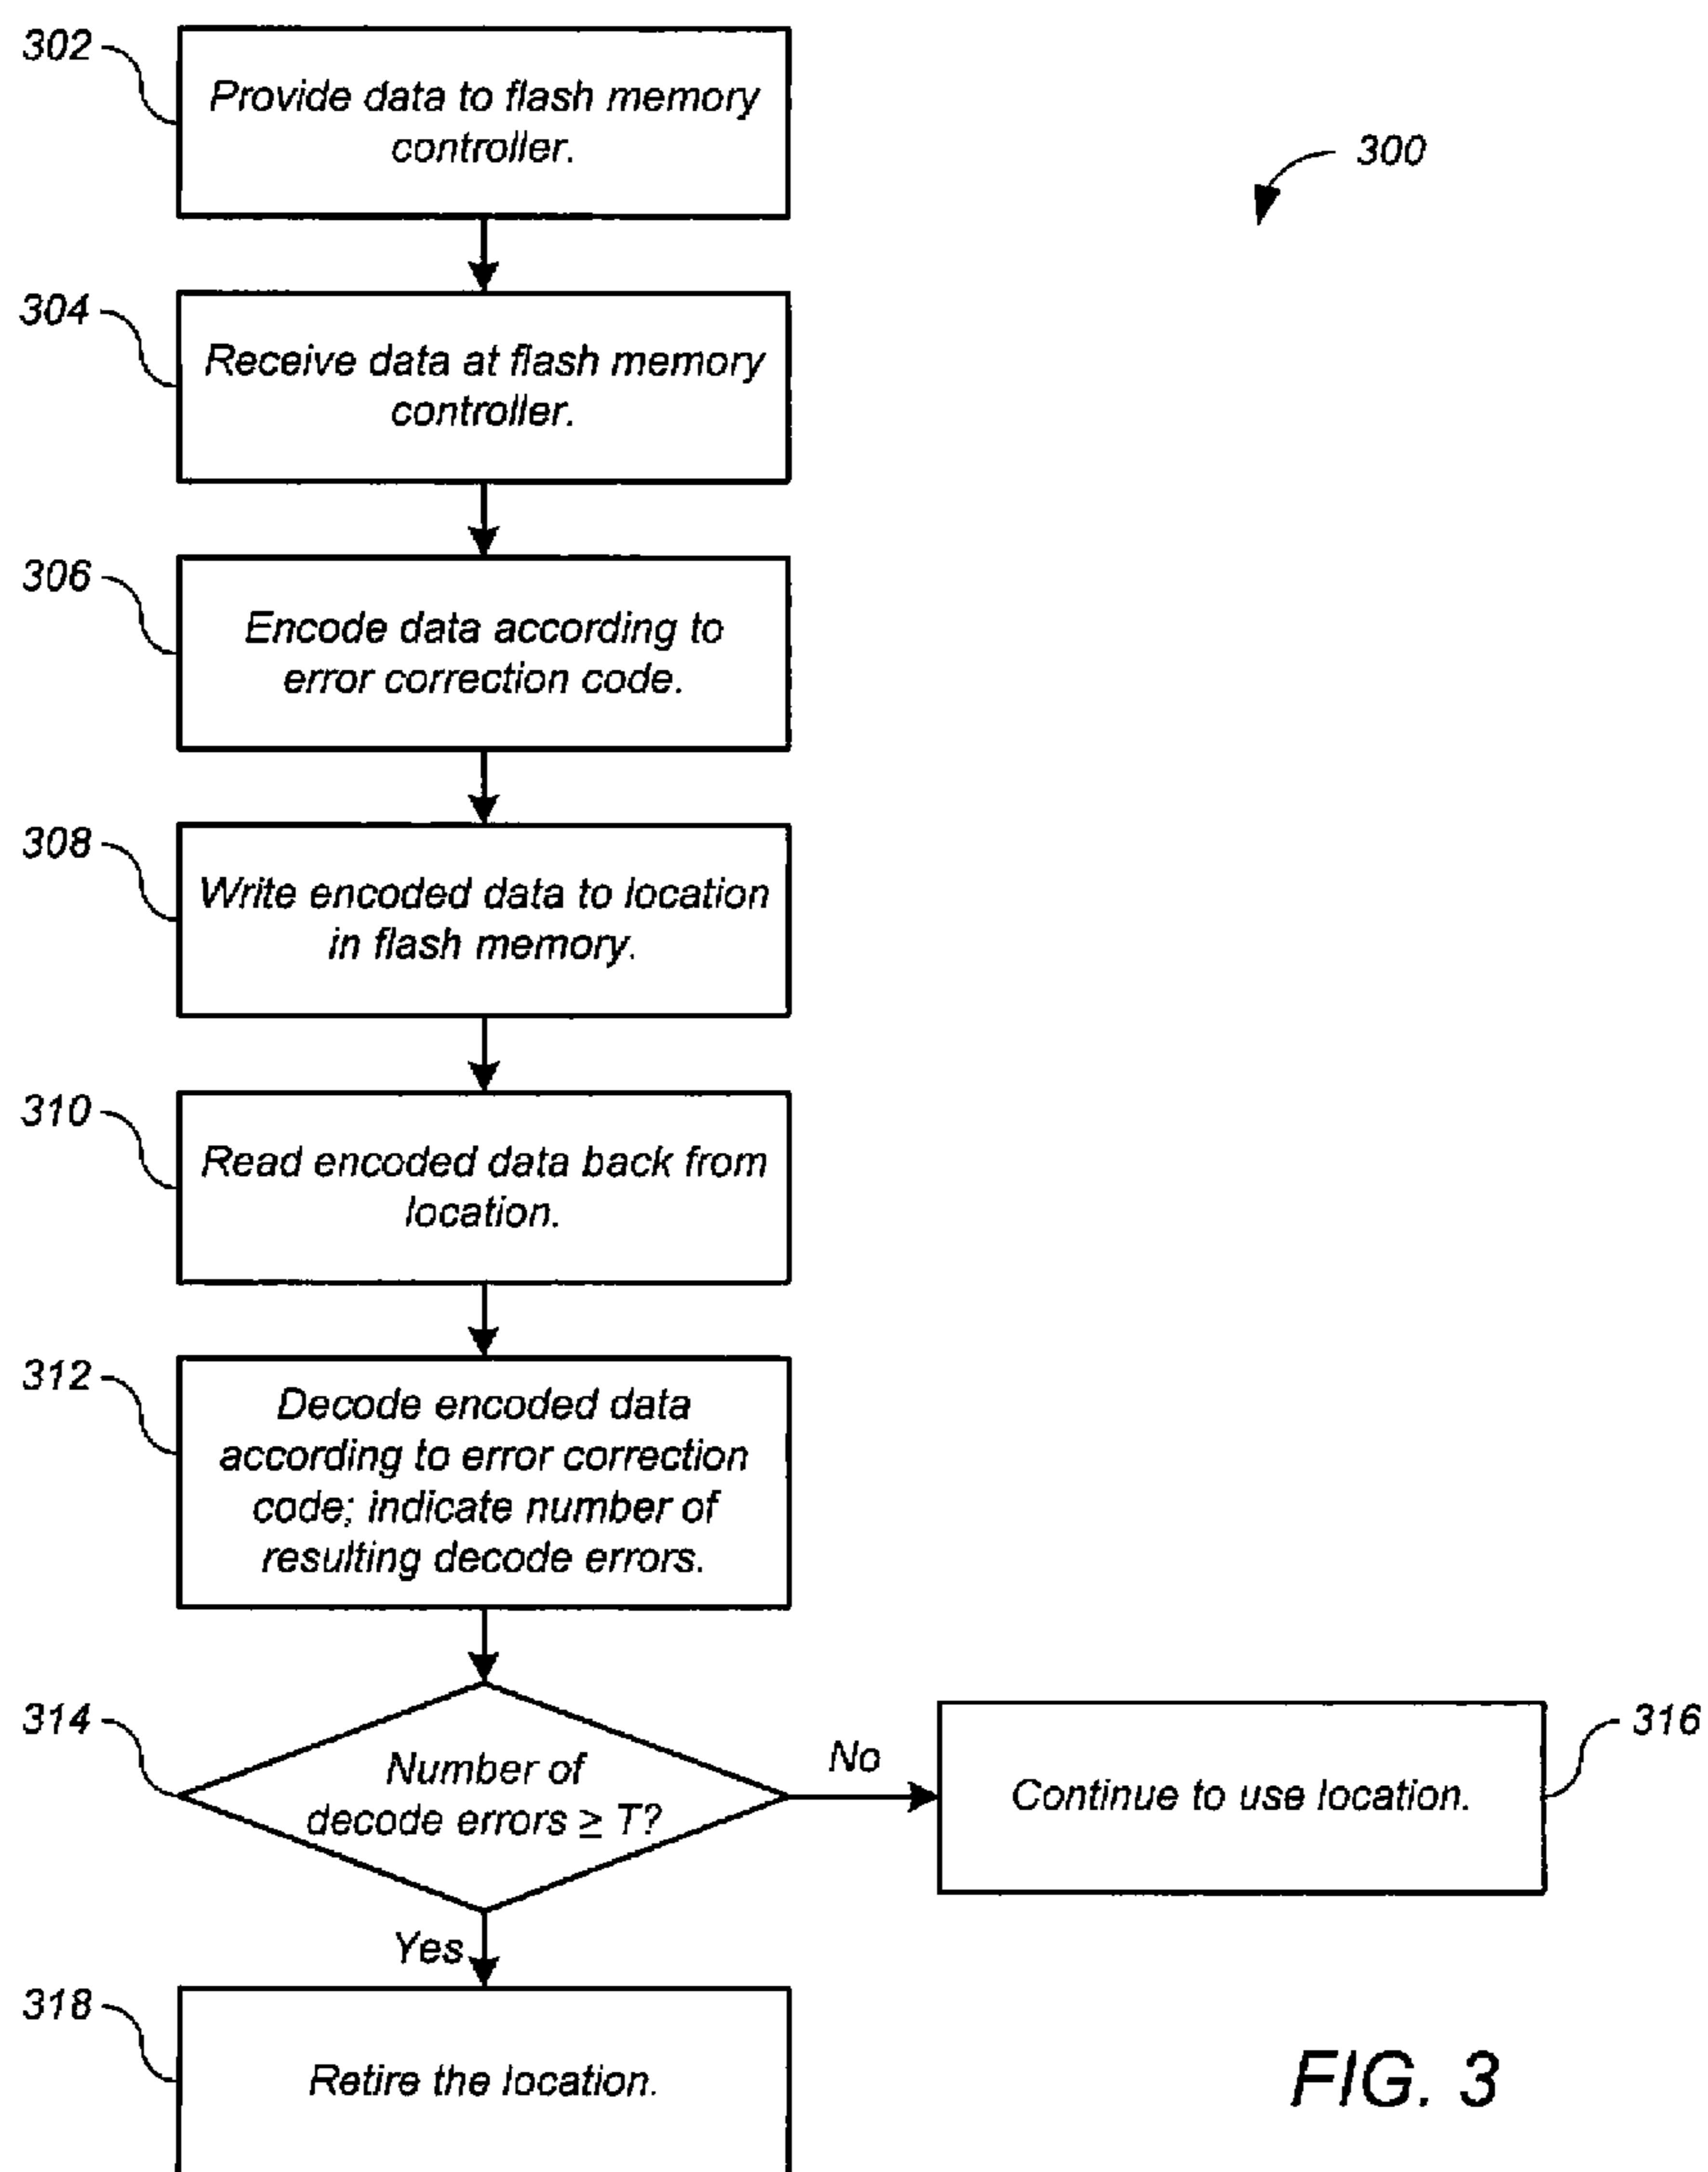 302
Provide data to flash memory
controller.
300
304
Receive data at flash memory
controller.
306
Encode data according to
error correction code.
308
Write encoded data to location
in flash memory.
310
Read encoded data back from
location.
312
Decode encoded data
according to error correction
code; indicate number of
resulting decode errors.
314
Number of
decode errors ≥ T?
No
316
Continue to use location.
Yes
318
Retire the location.
FIG. 3